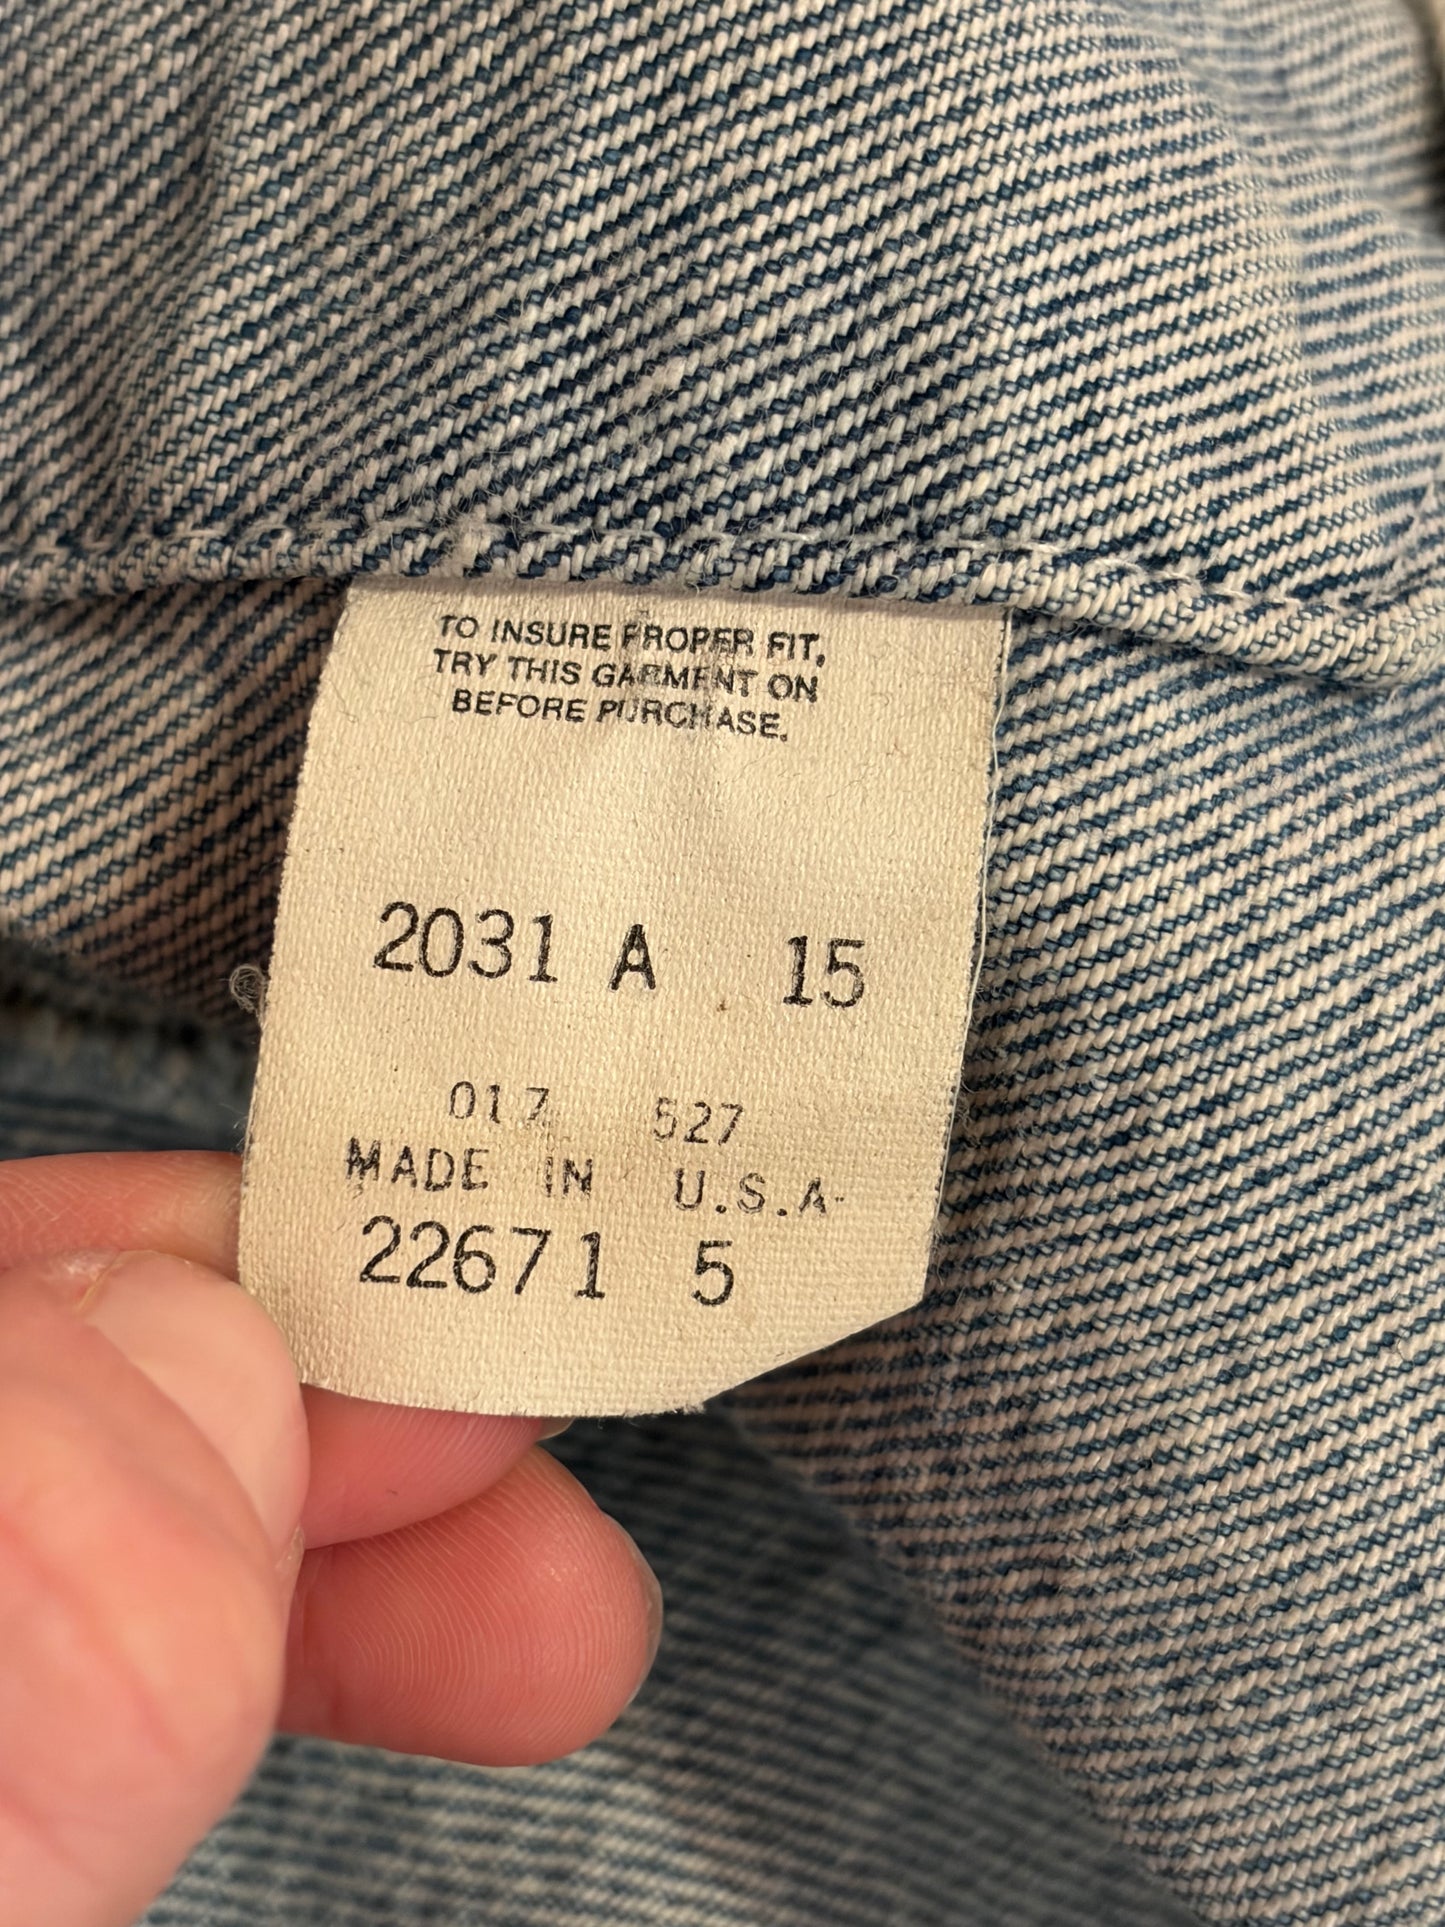 TO INSURE PROPER FIT,
TRY THIS GARMENT ON
BEFORE PURCHASE.
2031 A 15
017 527
MADE IN U.S.A.
22671 5